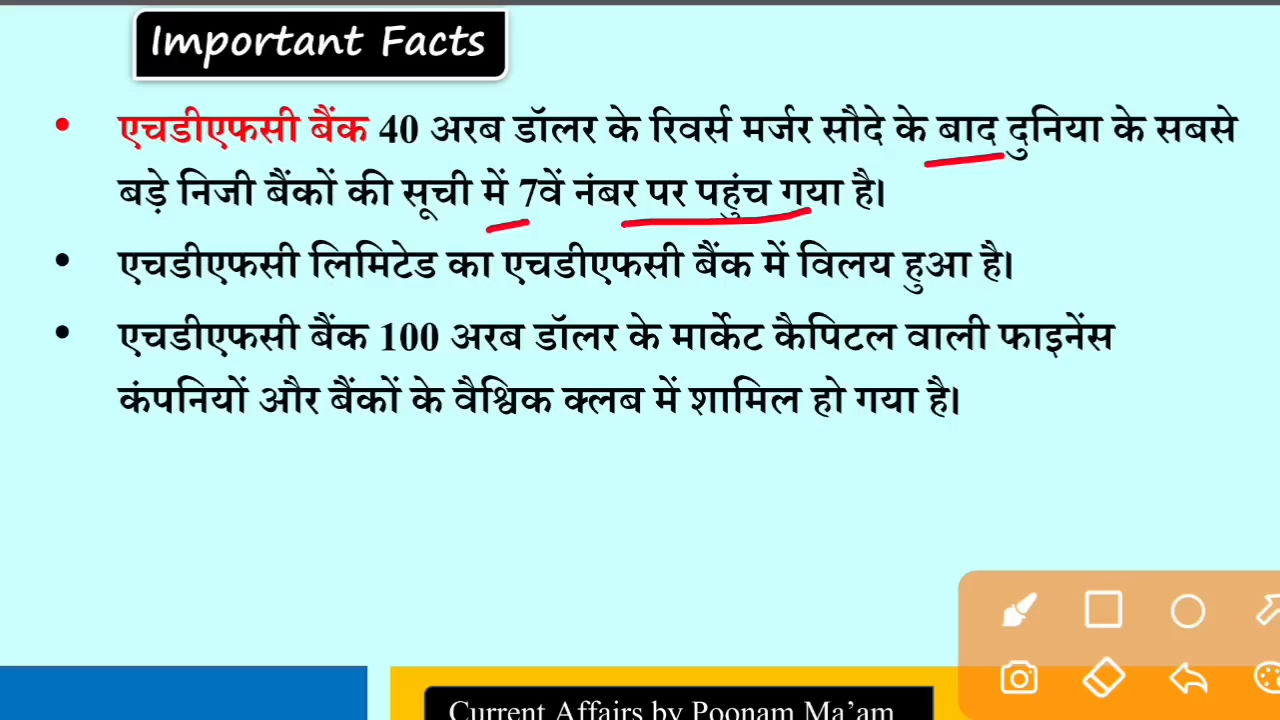 Important Facts
• एचडीएफसी बैंक 40 अरब डॉलर के रिवर्स मर्जर सौदे के बाद दुनिया के सबसे
बड़े निजी बैंकों की सूची में 7वें नंबर पर पहुंच गया है।
• एचडीएफसी लिमिटेड का एचडीएफसी बैंक में विलय हुआ है।
• एचडीएफसी बैंक 100 अरब डॉलर के मार्केट कैपिटल वाली फाइनेंस
कंपनियों और बैंकों के वैश्विक क्लब में शामिल हो गया है।
Current Affairs by Poonam Ma’am